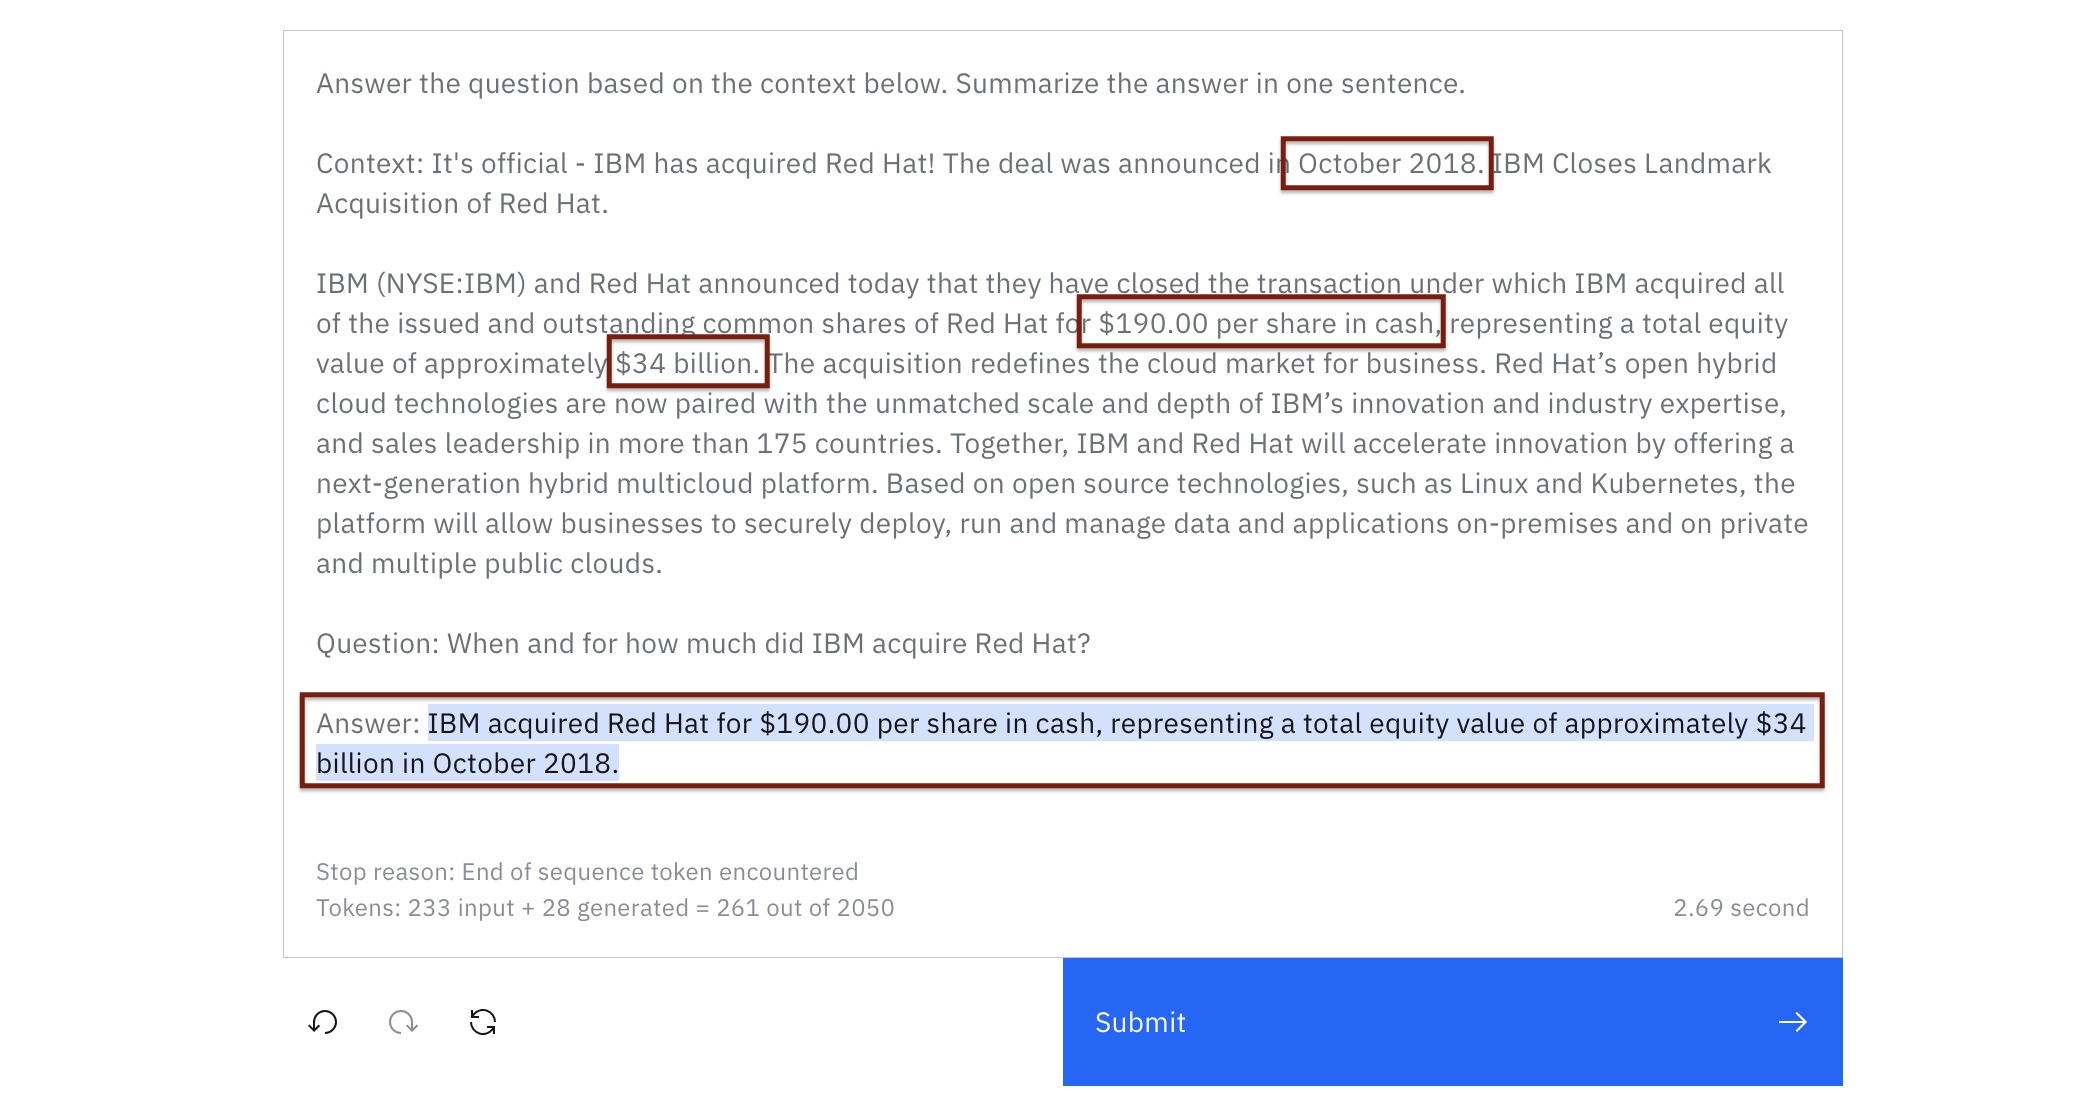 Answer the question based on the context below. Summarize the answer in one sentence.
Context: It's official - IBM has acquired Red Hat! The deal was announced in October 2018. IBM Closes Landmark
Acquisition of Red Hat.
IBM (NYSE:IBM) and Red Hat announced today that they have closed the transaction under which IBM acquired all
of the issued and outstanding common shares of Red Hat for $190.00 per share in cash, representing a total equity
value of approximately $34 billion. The acquisition redefines the cloud market for business. Red Hat’s open hybrid
cloud technologies are now paired with the unmatched scale and depth of IBM’s innovation and industry expertise,
and sales leadership in more than 175 countries. Together, IBM and Red Hat will accelerate innovation by offering a
next-generation hybrid multicloud platform. Based on open source technologies, such as Linux and Kubernetes, the
platform will allow businesses to securely deploy, run and manage data and applications on-premises and on private
and multiple public clouds.
Question: When and for how much did IBM acquire Red Hat?
Answer: IBM acquired Red Hat for $190.00 per share in cash, representing a total equity value of approximately $34
billion in October 2018.
Stop reason: End of sequence token encountered
Tokens: 233 input + 28 generated = 261 out of 2050
2.69 second
Submit